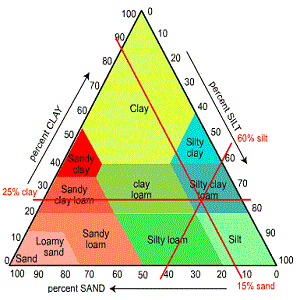 100
0
90
10
80
20
70
30
percent CLAY
percent SILT
60
40
Clay
50
50
Silty
clay
60% silt
40
60
Sandy
clay
25% clay
30
70
Sandy
clay loam
clay
loam
Silty clay
loam
20
80
10
90
Loamy
sand
Sandy
loam
Silty loam
Silt
Sand
0
100
100 90 80 70 60 50 40 30 20 10 0
percent SAND
15% sand